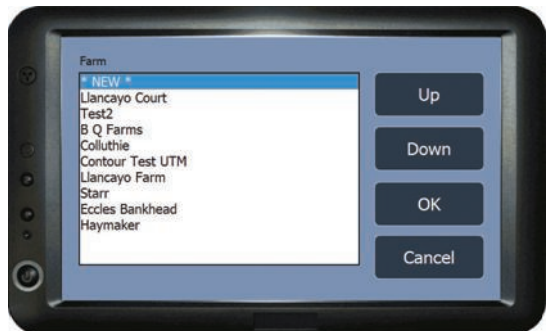 Farm
* NEW *
Llancayo Court
Test2
B Q Farms
Colluthie
Contour Test UTM
Llancayo Farm
Starr
Eccles Bankhead
Haymaker
Up
Down
OK
Cancel